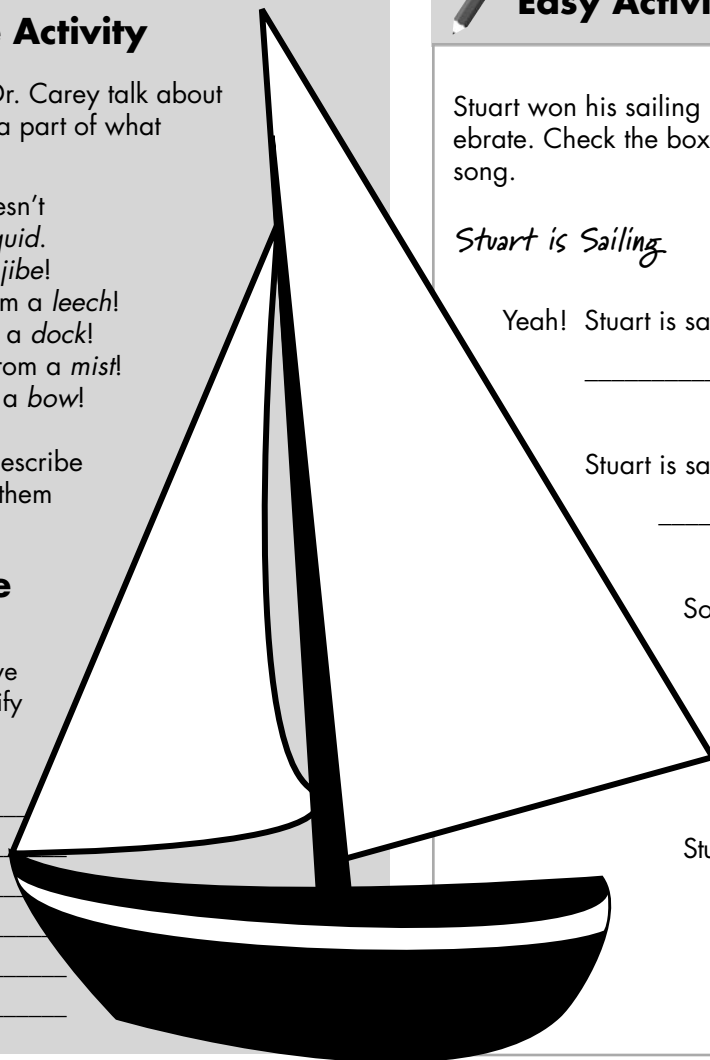 Activity
Dr. Carey talk about
a part of what
esn't
quid.
jibe!
m a leech!
a dock!
rom a mist!
a bow!
escribe
them
e
ve
ify
Easy Activi
Stuart won his sailing
ebrate. Check the box
song.
Stuart is Sailing
Yeah! Stuart is sa
Stuart is sa
So
Stu